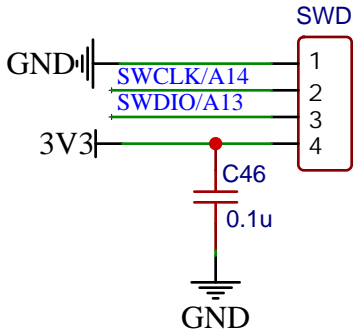 SWD
GND
1
SWCLK/A14
2
SWDIO/A13
3
3V3
4
C46
0.1u
GND